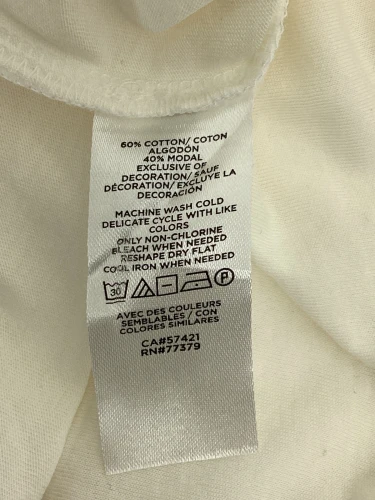 60% COTTON/ COTON
ALGODÓN
40% MODAL
EXCLUSIVE OF
DECORATION/ SAUF
DÉCORATION/ EXCLUYE LA
DECORACIÓN
MACHINE WASH COLD
DELICATE CYCLE WITH LIKE
COLORS
ONLY NON-CHLORINE
BLEACH WHEN NEEDED
RESHAPE DRY FLAT
COOL IRON WHEN NEEDED
30 P
AVEC DES COULEURS
SEMBLABLES / CON
COLORES SIMILARES
CA#57421
RN#77379